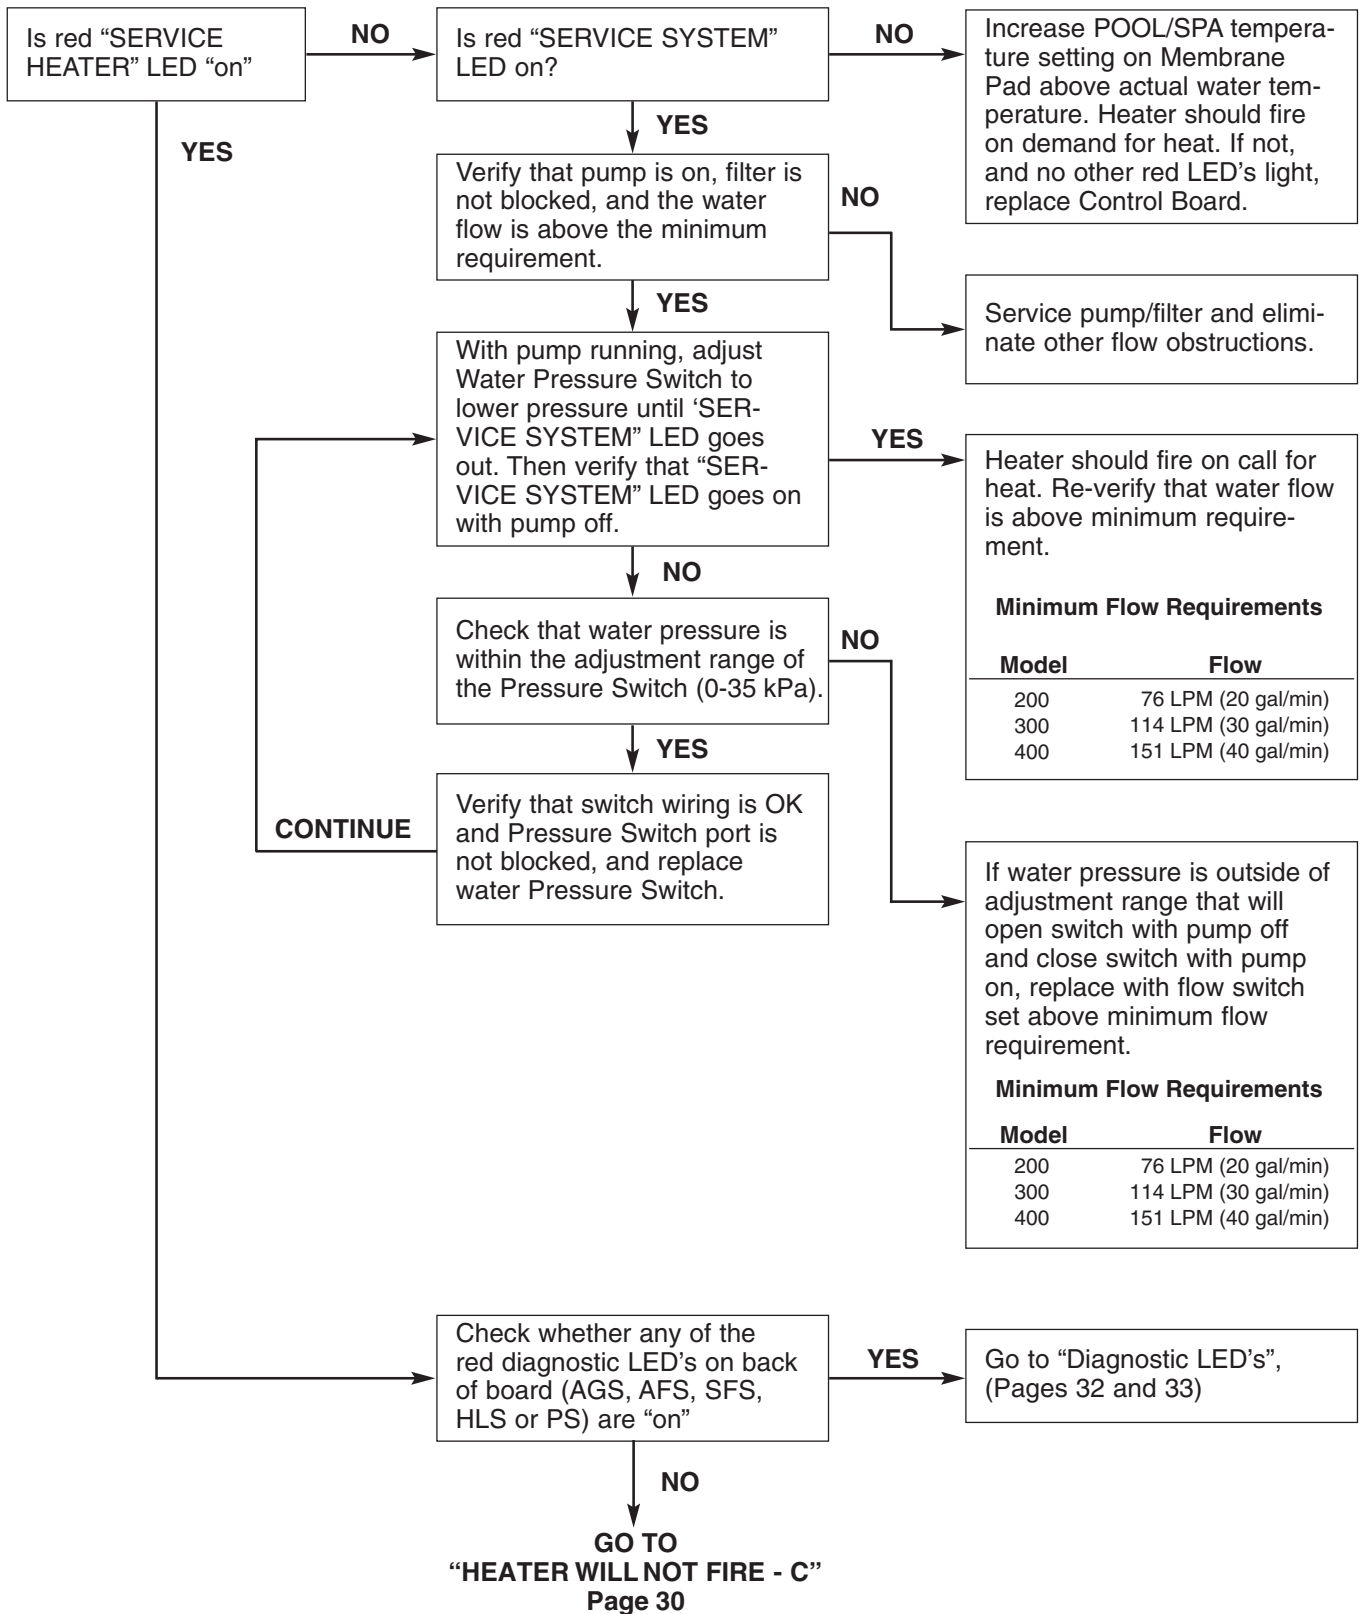 Is red “SERVICE
HEATER” LED “on”
NO
YES
Is red “SERVICE SYSTEM”
LED on?
NO
YES
Increase POOL/SPA tempera-
ture setting on Membrane
Pad above actual water tem-
perature. Heater should fire
on demand for heat. If not,
and no other red LED's light,
replace Control Board.
Verify that pump is on, filter is
not blocked, and the water
flow is above the minimum
requirement.
NO
YES
Service pump/filter and elimi-
nate other flow obstructions.
With pump running, adjust
Water Pressure Switch to
lower pressure until ‘SER-
VICE SYSTEM” LED goes
out. Then verify that “SER-
VICE SYSTEM” LED goes on
with pump off.
YES
NO
Heater should fire on call for
heat. Re-verify that water flow
is above minimum require-
ment.
Minimum Flow Requirements
Model Flow
200 76 LPM (20 gal/min)
300 114 LPM (30 gal/min)
400 151 LPM (40 gal/min)
Check that water pressure is
within the adjustment range of
the Pressure Switch (0-35 kPa).
NO
YES
Verify that switch wiring is OK
and Pressure Switch port is
not blocked, and replace
water Pressure Switch.
CONTINUE
If water pressure is outside of
adjustment range that will
open switch with pump off
and close switch with pump
on, replace with flow switch
set above minimum flow
requirement.
Minimum Flow Requirements
Model Flow
200 76 LPM (20 gal/min)
300 114 LPM (30 gal/min)
400 151 LPM (40 gal/min)
Check whether any of the
red diagnostic LED's on back
of board (AGS, AFS, SFS,
HLS or PS) are “on”
YES
NO
Go to “Diagnostic LED's”,
(Pages 32 and 33)
GO TO
“HEATER WILL NOT FIRE - C”
Page 30